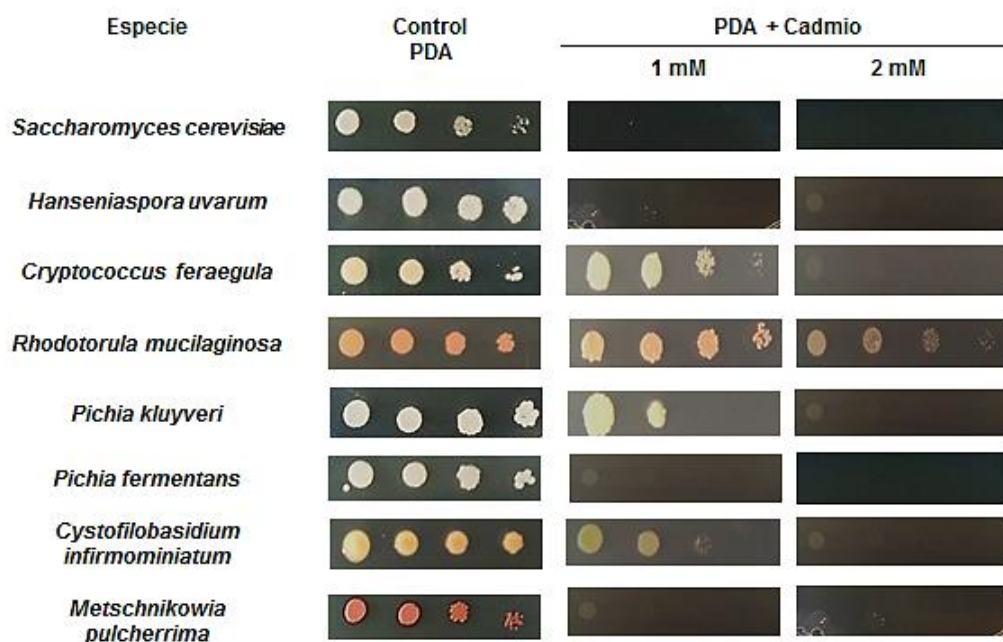 Especie
Control
PDA
PDA + Cadmio
1 mM
2 mM
Saccharomyces cerevisiae
Hanseniaspora uvarum
Cryptococcus feraegula
Rhodotorula mucilaginosa
Pichia kluyveri
Pichia fermentans
Cystofilobasidium
infirmominiatum
Metschnikowia
pulcherrima